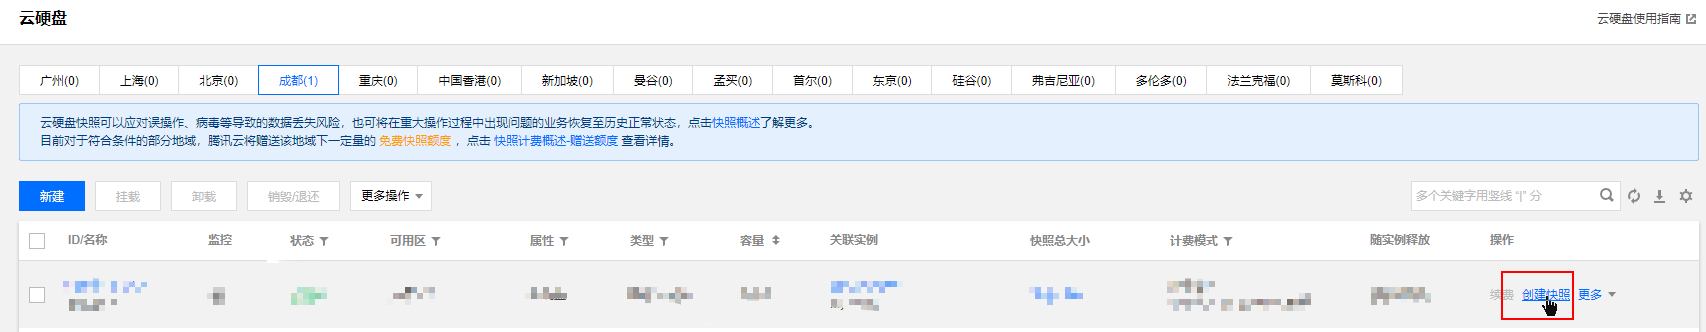 云硬盘
云硬盘使用指南
广州(0) 上海(0) 北京(0) 成都(1) 重庆(0) 中国香港(0) 新加坡(0) 曼谷(0) 孟买(0) 首尔(0) 东京(0) 硅谷(0) 弗吉尼亚(0) 多伦多(0) 法兰克福(0) 莫斯科(0)
云硬盘快照可以应对误操作、病毒等导致的数据丢失风险，也可将在重大操作过程中出现问题的业务恢复至历史正常状态，点击快照概述了解更多。
目前对于符合条件的部分地域，腾讯云将赠送该地域下一定量的 免费快照额度 ，点击 快照计费概述-赠送额度 查看详情。
新建 挂载 卸载 销毁/退还 更多操作 多个关键字用竖线 "|" 分
ID/名称 监控 状态 可用区 属性 类型 容量 关联实例 快照总大小 计费模式 随实例释放 操作
续费 创建快照 更多